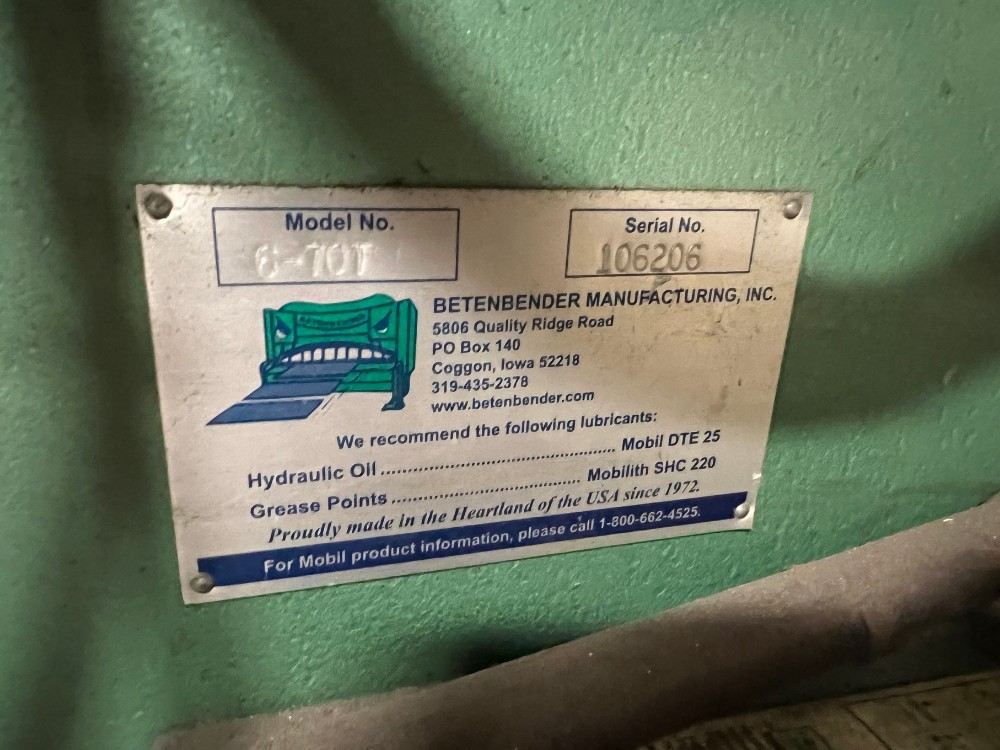 Model No.
6-70T
Serial No.
106206
BETENBENDER MANUFACTURING, INC.
5806 Quality Ridge Road
PO Box 140
Coggon, Iowa 52218
319-435-2378
www.betenbender.com
We recommend the following lubricants:
Hydraulic Oil ........................................................ Mobil DTE 25
Grease Points ............................................. Mobilith SHC 220
Proudly made in the Heartland of the USA since 1972.
For Mobil product information, please call 1-800-662-4525.